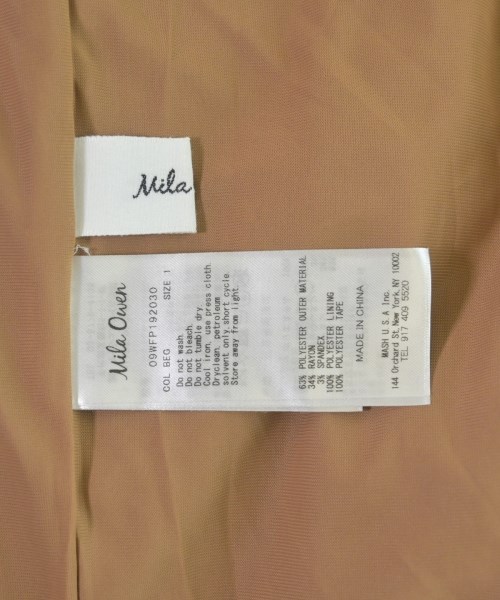 Mila
Mila Owen
09WFP192030
COL BEG SIZE 1
Do not wash.
Do not bleach.
Do not tumble dry.
Cool iron, use press cloth.
Dryclean, petroleum
solvent only, short cycle.
Store away from light.
63% POLYESTER OUTER MATERIAL
34% RAYON
3% SPANDEX
100% POLYESTER LINING
100% POLYESTER TAPE
MADE IN CHINA
MASH U.S.A Inc.
144 Orchard St. New York, NY 10002
TEL 917 409 5520